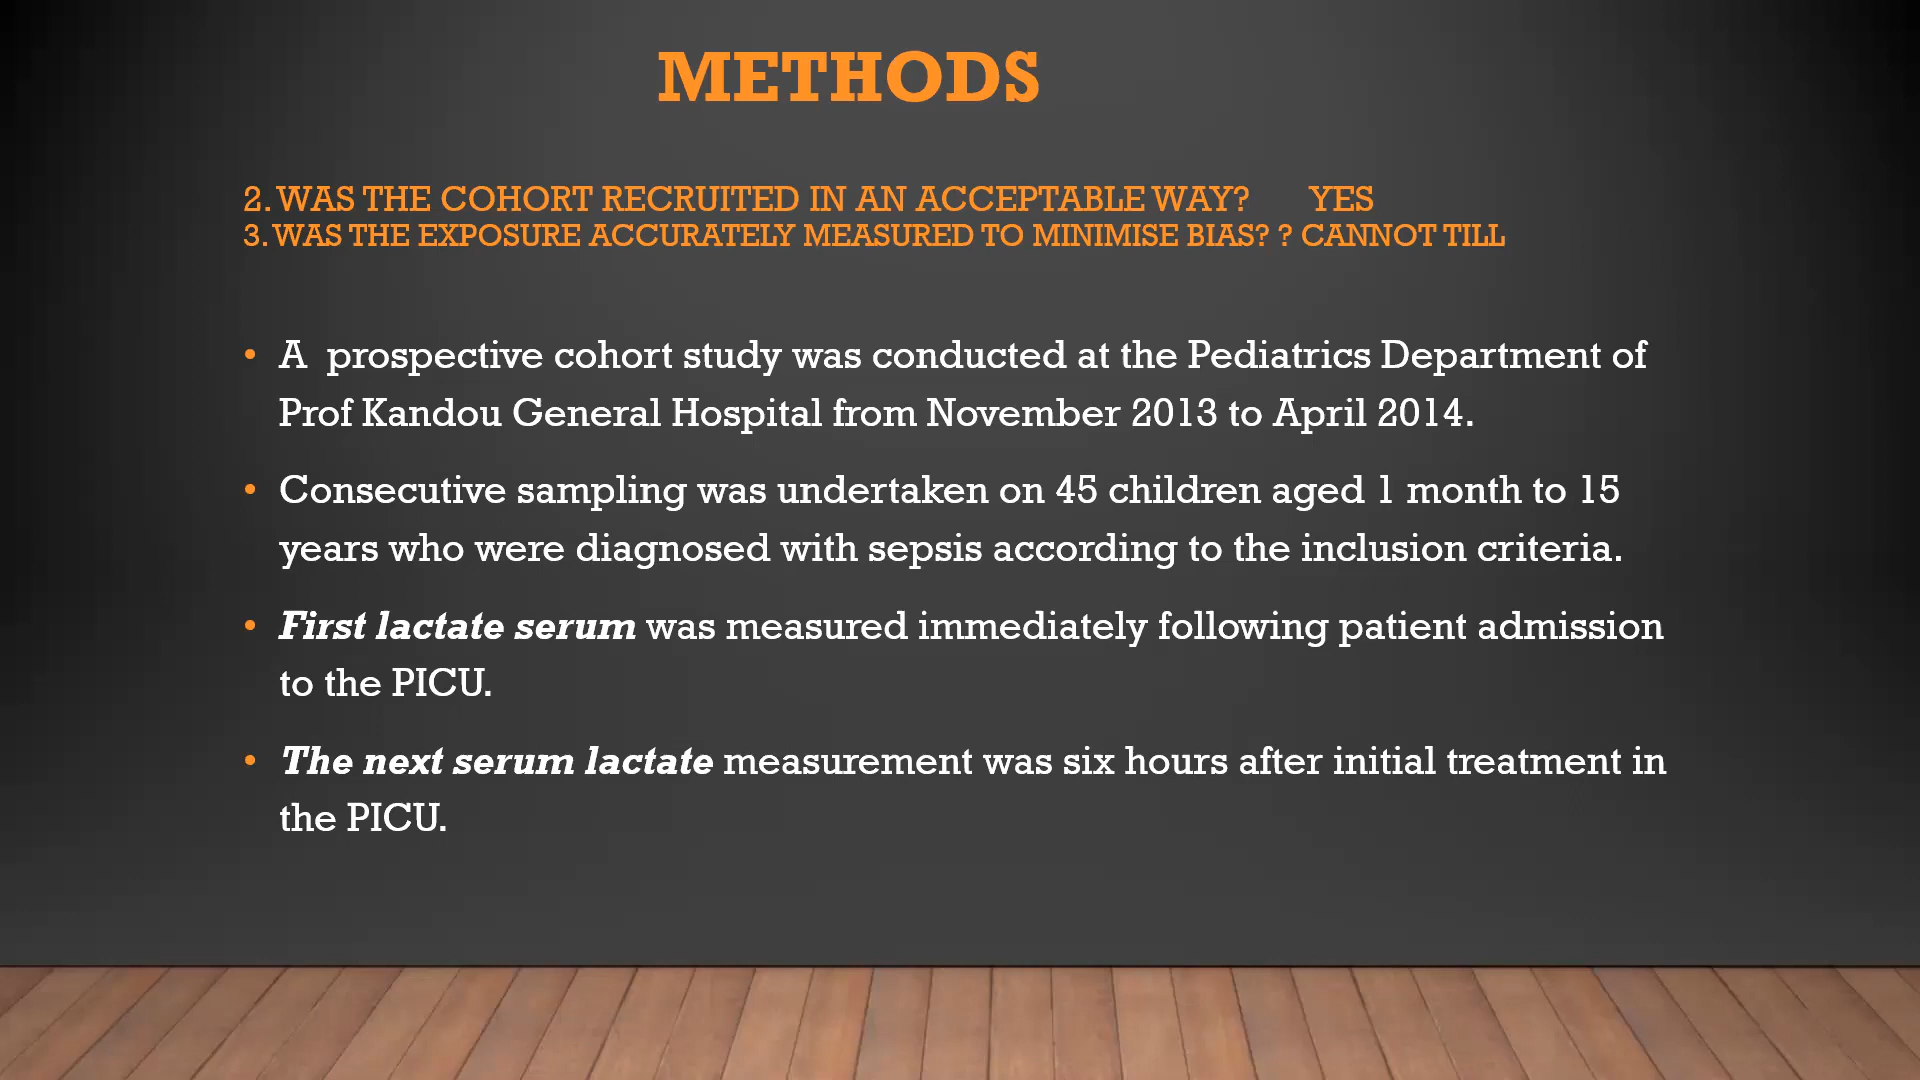 METHODS
2. WAS THE COHORT RECRUITED IN AN ACCEPTABLE WAY? YES
3. WAS THE EXPOSURE ACCURATELY MEASURED TO MINIMISE BIAS? ? CANNOT TILL
• A prospective cohort study was conducted at the Pediatrics Department of
Prof Kandou General Hospital from November 2013 to April 2014.
• Consecutive sampling was undertaken on 45 children aged 1 month to 15
years who were diagnosed with sepsis according to the inclusion criteria.
• First lactate serum was measured immediately following patient admission
to the PICU.
• The next serum lactate measurement was six hours after initial treatment in
the PICU.